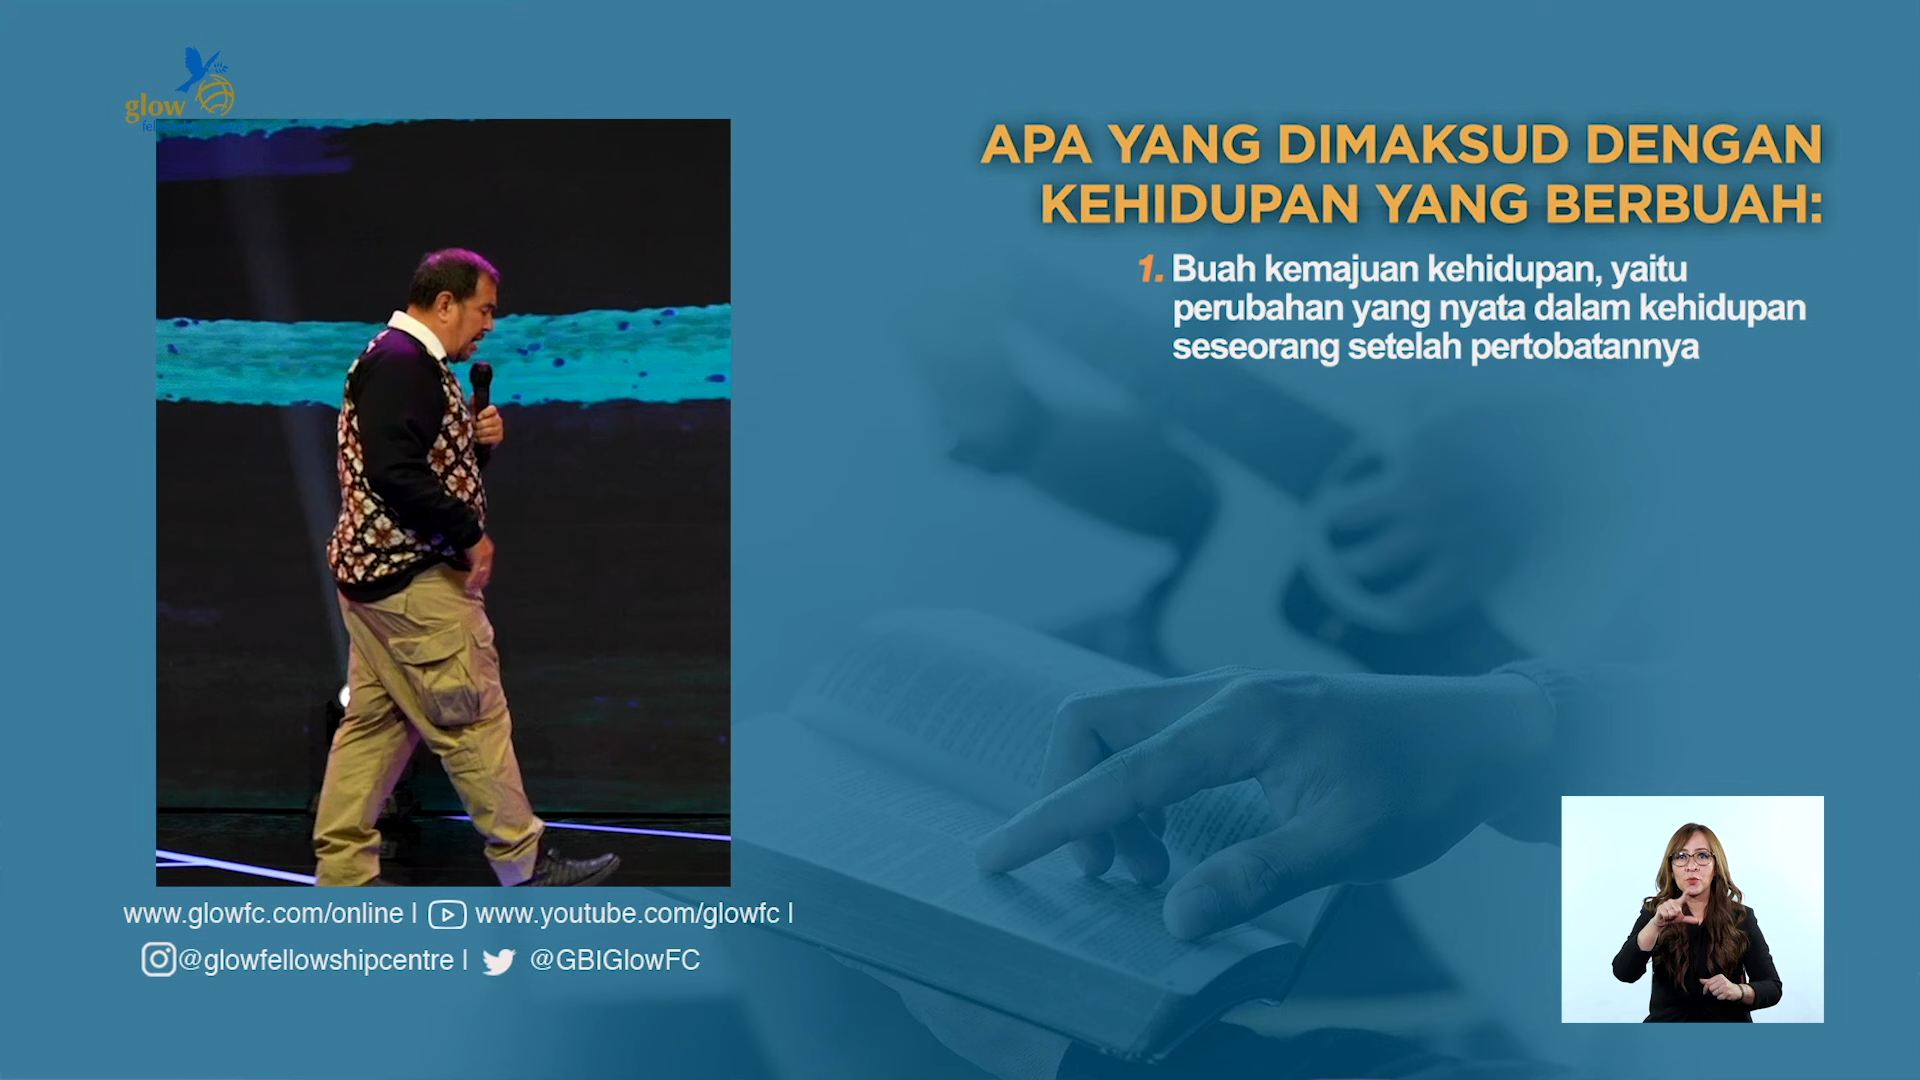 glow
APA YANG DIMAKSUD DENGAN
KEHIDUPAN YANG BERBUAH:
1. Buah kemajuan kehidupan, yaitu
perubahan yang nyata dalam kehidupan
seseorang setelah pertobatannya
www.glowfc.com/online | www.youtube.com/glowfc |
@glowfellowshipcentre | @GBIGlowFC